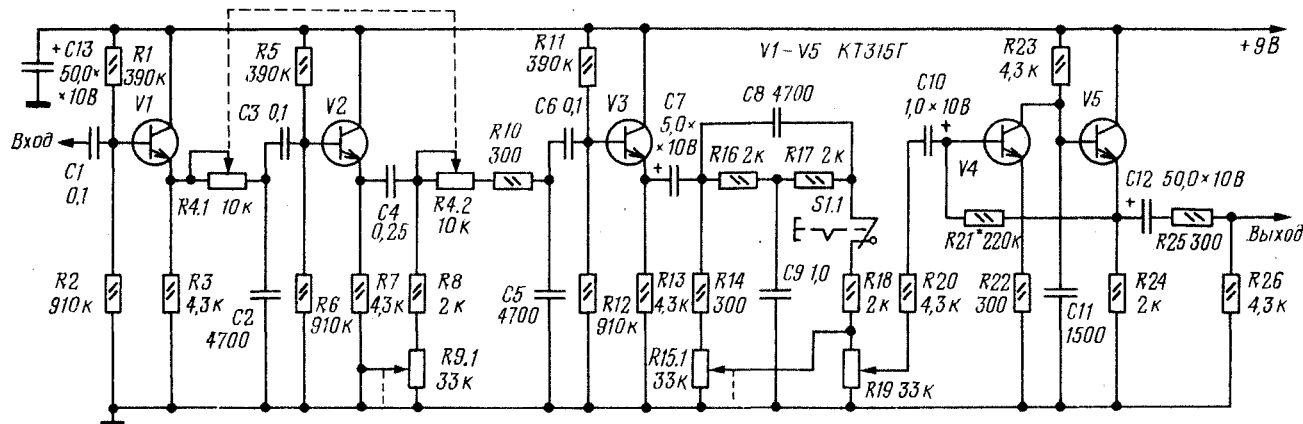 C13
50,0×
×10В
R1
390к
V1
Вход
C1
0,1
R2
910к
R3
4,3к
R4.1 10к
C2
4700
C3 0,1
R5
390к
V2
R6
910к
C4
0,25
R7
4,3к
R4.2
10к
R8
2к
R9.1
33к
R10
300
C5
4700
C6 0,1
R11
390к
V3
R12
910к
C7
5,0×
×10В
R13
4,3к
R14
300
R15.1
33к
C8 4700
R16 2к
R17 2к
C9 1,0
S1.1
R18
2к
R19 33к
V1–V5 КТ315Г
C10
1,0×10В
R20
4,3к
V4
R21* 220к
R22
300
R23
4,3к
V5
C11
1500
R24
2к
C12 50,0×10В
R25 300
R26
4,3к
+9В
Выход